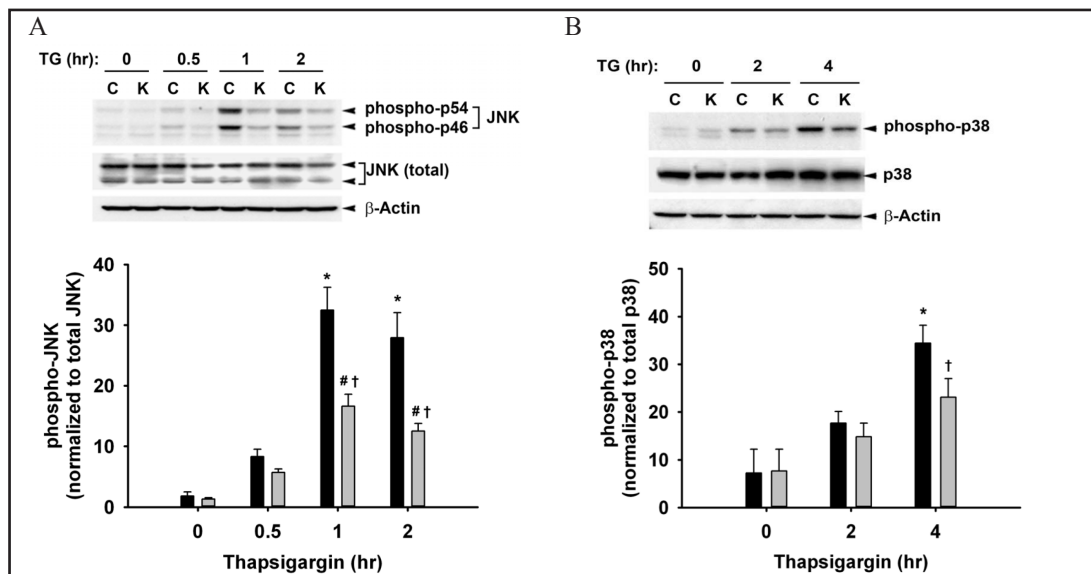 A
TG (hr): 0 0.5 1 2
C K C K C K C K
phospho-p54
phospho-p46
JNK
JNK (total)
β-Actin
phospho-JNK
(normalized to total JNK)
40
30
20
10
0
*
*
# †
# †
0 0.5 1 2
Thapsigargin (hr)
B
TG (hr): 0 2 4
C K C K C K
phospho-p38
p38
β-Actin
phospho-p38
(normalized to total p38)
50
40
30
20
10
0
*
†
0 2 4
Thapsigargin (hr)